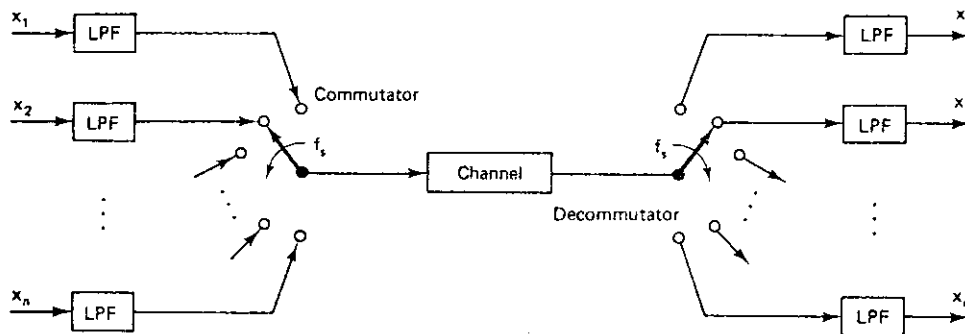 x₁
LPF
LPF
x
Commutator
x₂
LPF
fₛ
Channel
fₛ
LPF
x
Decommutator
xₙ
LPF
LPF
x